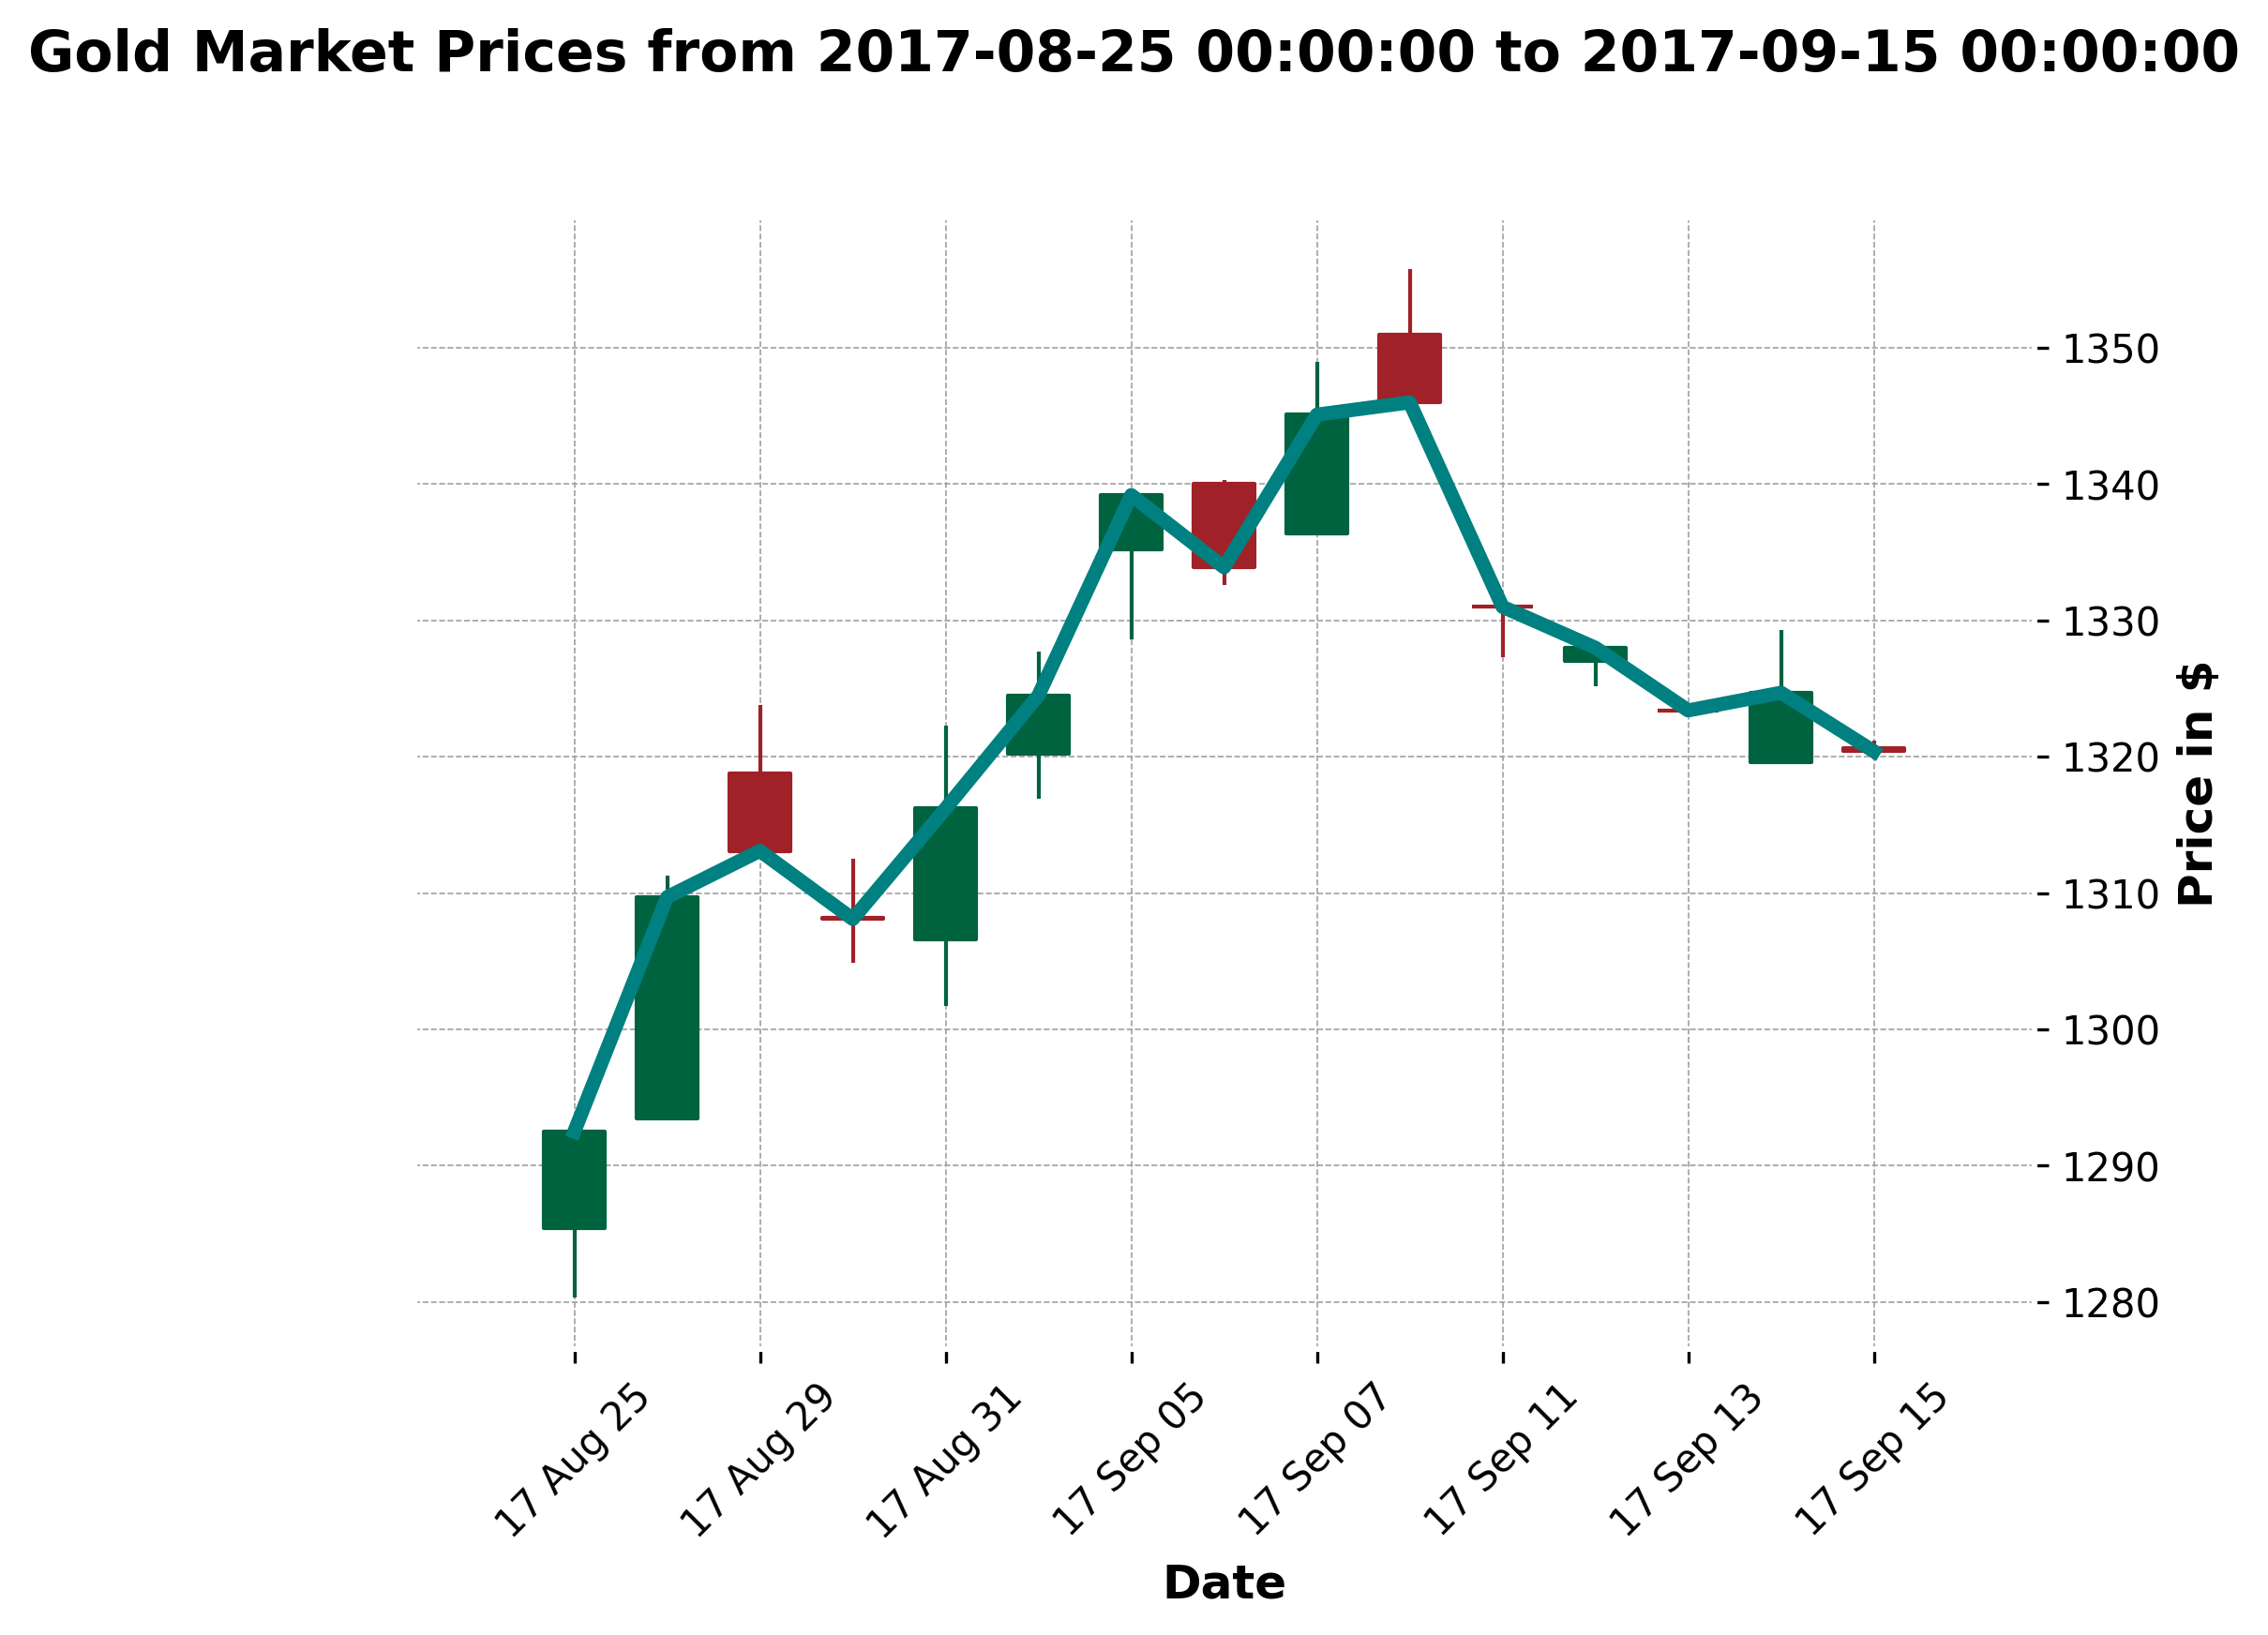 Gold Market Prices from 2017-08-25 00:00:00 to 2017-09-15 00:00:00
1350
1340
1330
1320
1310
1300
1290
1280
Price in $
17 Aug 25
17 Aug 29
17 Aug 31
17 Sep 05
17 Sep 07
17 Sep 11
17 Sep 13
17 Sep 15
Date